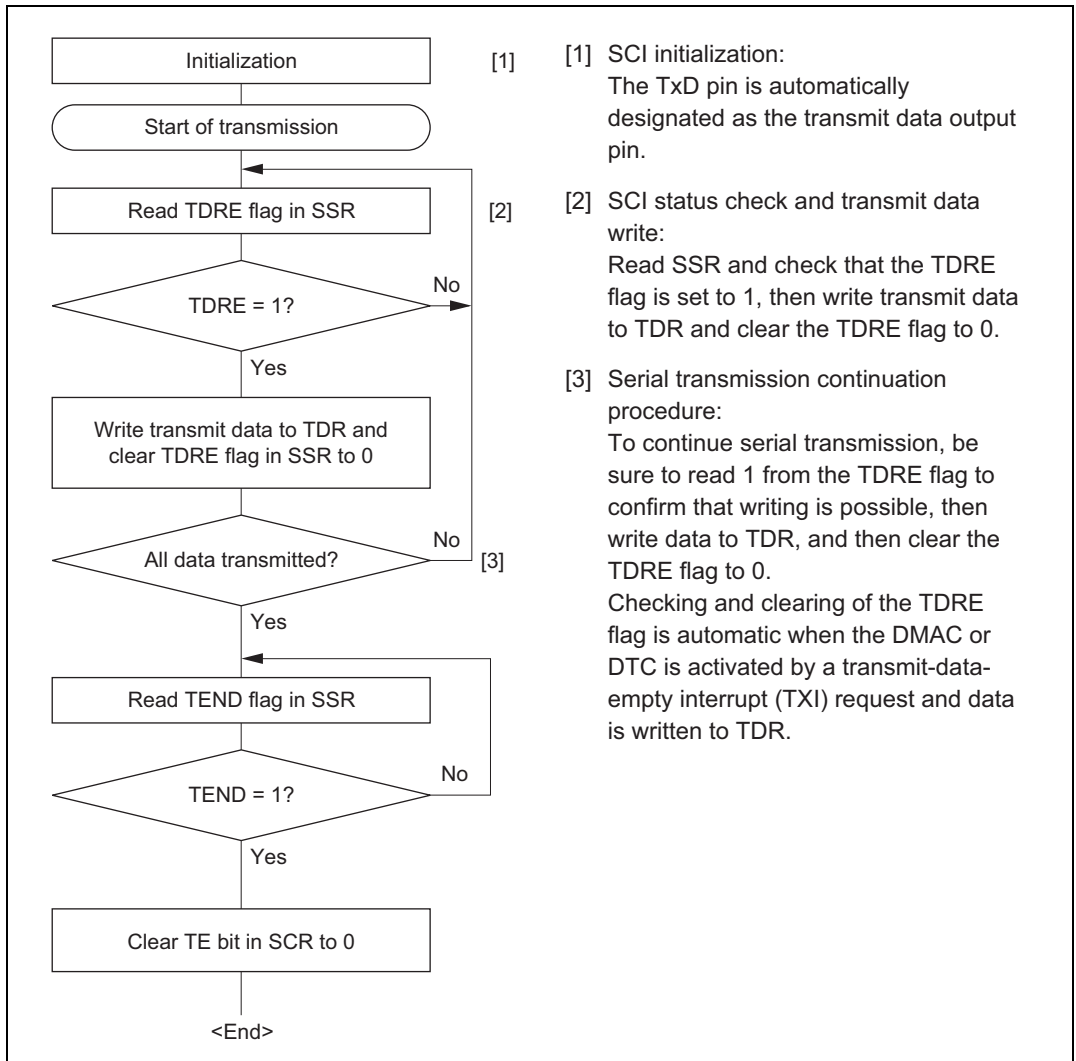 Initialization
[1]
Start of transmission
Read TDRE flag in SSR
[2]
TDRE = 1?
No
Yes
Write transmit data to TDR and
clear TDRE flag in SSR to 0
All data transmitted?
No
[3]
Yes
Read TEND flag in SSR
TEND = 1?
No
Yes
Clear TE bit in SCR to 0
<End>
[1] SCI initialization:
The TxD pin is automatically
designated as the transmit data output
pin.
[2] SCI status check and transmit data
write:
Read SSR and check that the TDRE
flag is set to 1, then write transmit data
to TDR and clear the TDRE flag to 0.
[3] Serial transmission continuation
procedure:
To continue serial transmission, be
sure to read 1 from the TDRE flag to
confirm that writing is possible, then
write data to TDR, and then clear the
TDRE flag to 0.
Checking and clearing of the TDRE
flag is automatic when the DMAC or
DTC is activated by a transmit-data-
empty interrupt (TXI) request and data
is written to TDR.